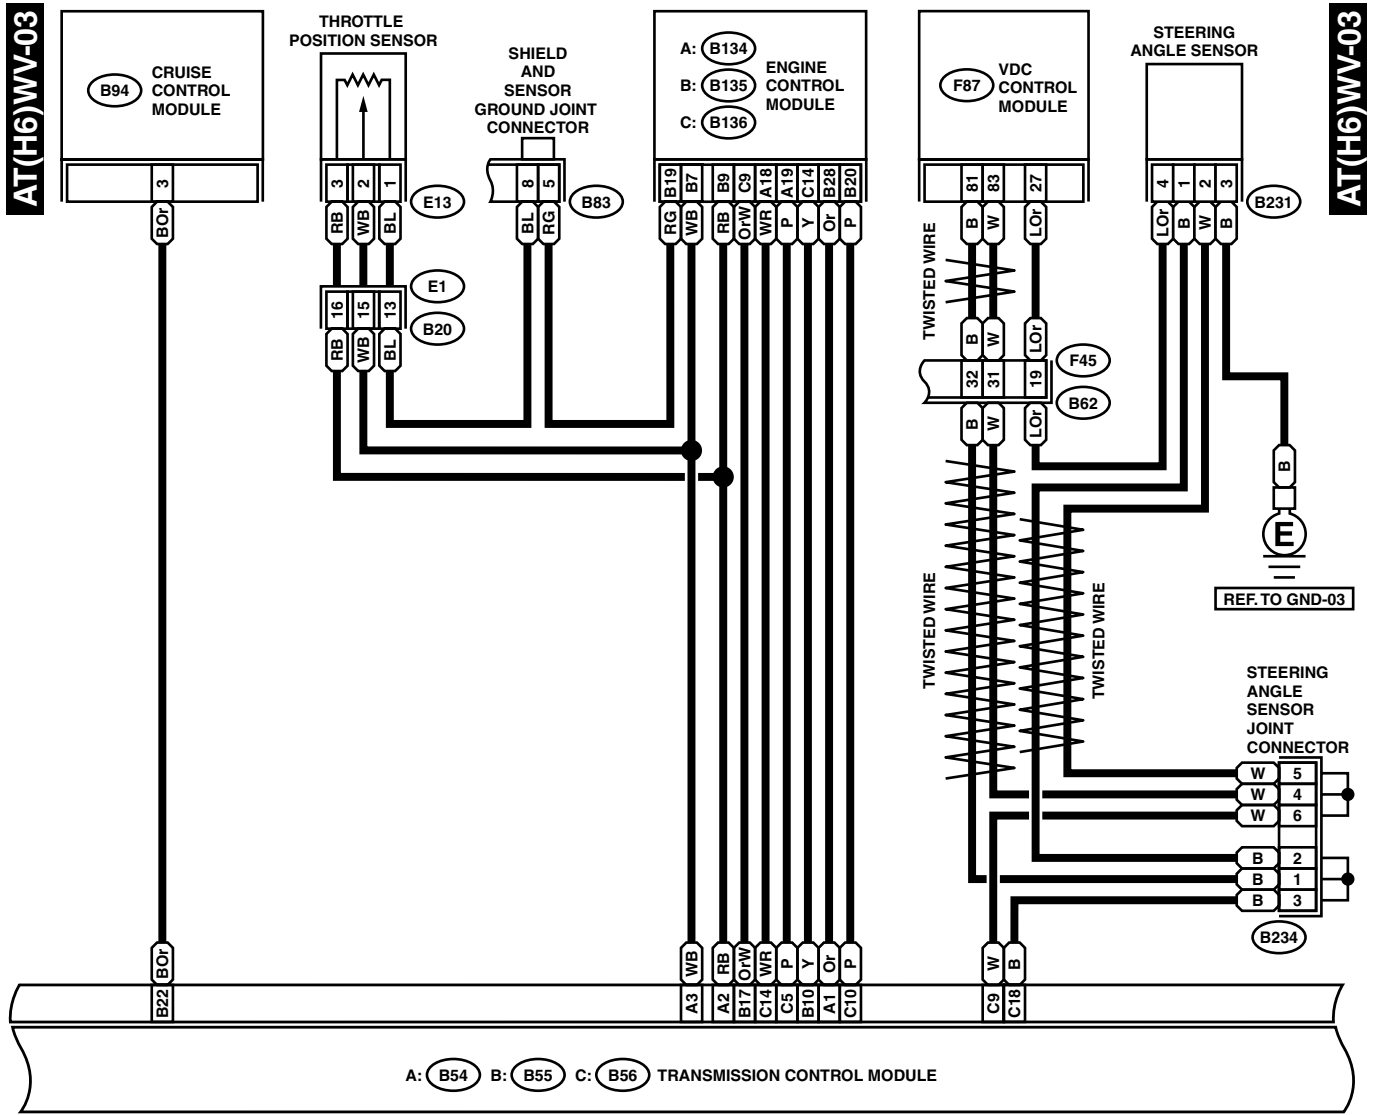 AT(H6)WV-03
AT(H6)WV-03
B94
CRUISE
CONTROL
MODULE
THROTTLE
POSITION SENSOR
SHIELD
AND
SENSOR
GROUND JOINT
CONNECTOR
A: B134
B: B135
C: B136
ENGINE
CONTROL
MODULE
F87
VDC
CONTROL
MODULE
STEERING
ANGLE SENSOR
3
3 2 1
E13
8 5
B83
B19 B7 B9 C9 A18 A19 C14 B28 B20
81 83 27
4 1 2 3
B231
BOr
RB WB BL
BL RG
RG WB RB OrW WR P Y Or P
B W LOr
LOr B W B
TWISTED WIRE
E1
16 15 13
B20
RB WB BL
B W LOr
F45
32 31 19
B62
B W LOr
B
E
REF. TO GND-03
TWISTED WIRE
TWISTED WIRE
STEERING
ANGLE
SENSOR
JOINT
CONNECTOR
W 5
W 4
W 6
B 2
B 1
B 3
B234
BOr WB RB OrW WR P Y Or P W B
B22 A3 A2 B17 C14 C5 B10 A1 C10 C9 C18
A: B54 B: B55 C: B56 TRANSMISSION CONTROL MODULE